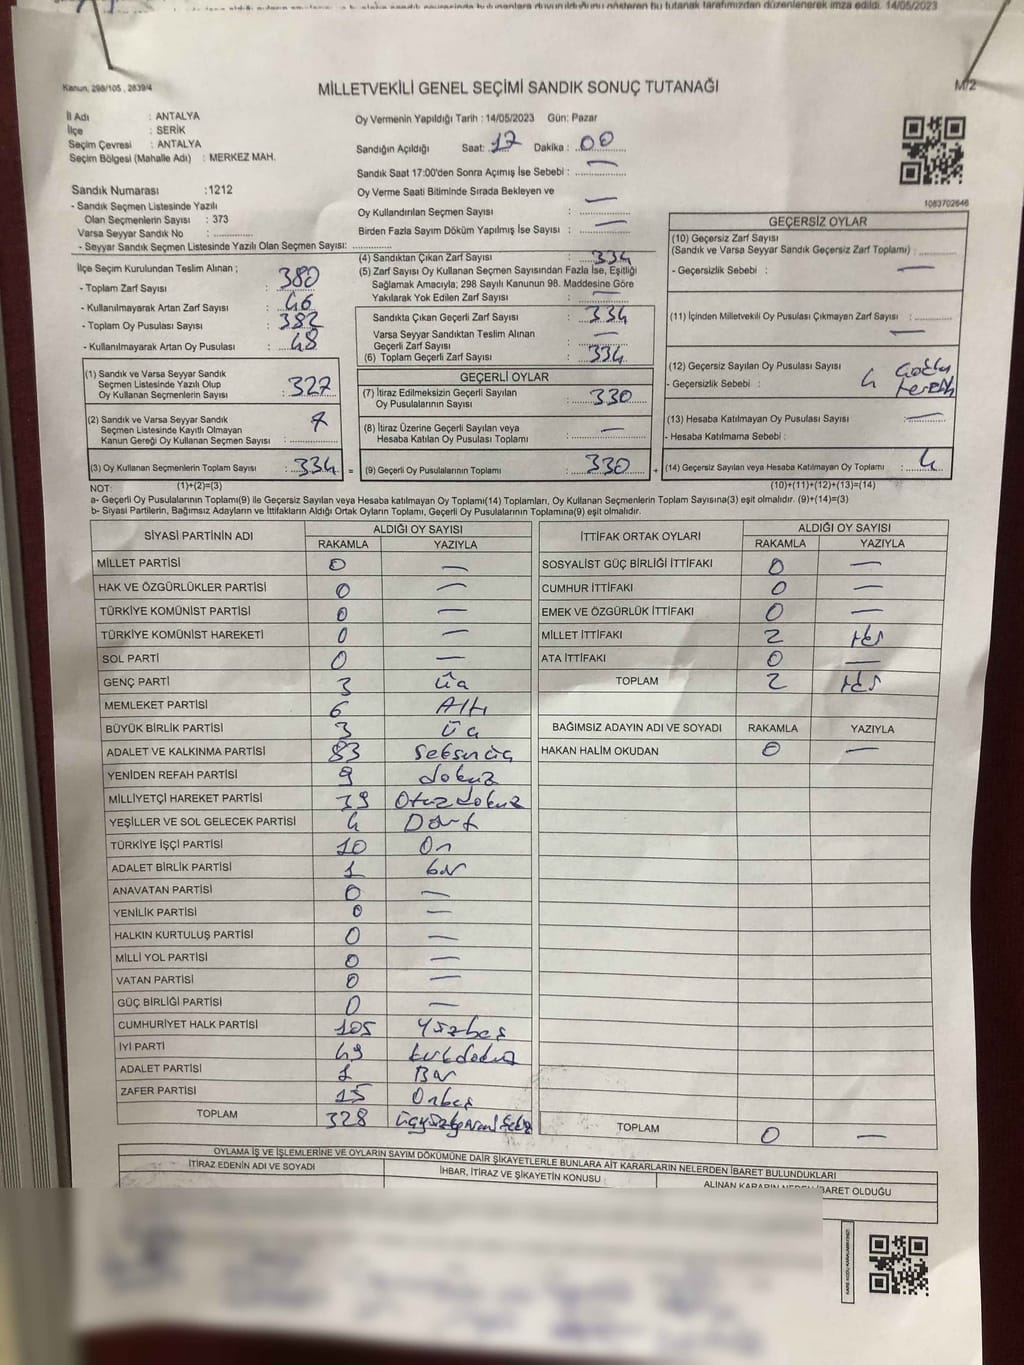 tarafımızdan düzenlenerek imza edildi. 14/05/2023
Kanun, 298/105 , 2839/4
MİLLETVEKİLİ GENEL SEÇİMİ SANDIK SONUÇ TUTANAĞI
M/2
İl Adı : ANTALYA
İlçe : SERİK
Seçim Çevresi : ANTALYA
Seçim Bölgesi (Mahalle Adı) : MERKEZ MAH.
Sandık Numarası :1212
- Sandık Seçmen Listesinde Yazılı
Olan Seçmenlerin Sayısı : 373
Varsa Seyyar Sandık No : ..............
- Seyyar Sandık Seçmen Listesinde Yazılı Olan Seçmen Sayısı: ..............
Oy Vermenin Yapıldığı Tarih : 14/05/2023 Gün: Pazar
Sandığın Açıldığı Saat: 17 Dakika : 00
Sandık Saat 17:00'den Sonra Açımış İse Sebebi : —
Oy Verme Saati Bitiminde Sırada Bekleyen ve
Oy Kullandırılan Seçmen Sayısı : —
Birden Fazla Sayım Döküm Yapılmış İse Sayısı : —
1083702646
İlçe Seçim Kurulundan Teslim Alınan ;
- Toplam Zarf Sayısı : 380
- Kullanılmayarak Artan Zarf Sayısı : 46
- Toplam Oy Pusulası Sayısı : 382
- Kullanılmayarak Artan Oy Pusulası : 48
(1) Sandık ve Varsa Seyyar Sandık
Seçmen Listesinde Yazılı Olup
Oy Kullanan Seçmenlerin Sayısı : 327
(2) Sandık ve Varsa Seyyar Sandık
Seçmen Listesinde Kayıtlı Olmayan
Kanun Gereği Oy Kullanan Seçmen Sayısı : 7
(3) Oy Kullanan Seçmenlerin Toplam Sayısı : 334 =
(4) Sandıktan Çıkan Zarf Sayısı : 334
(5) Zarf Sayısı Oy Kullanan Seçmen Sayısından Fazla İse, Eşitliği
Sağlamak Amacıyla; 298 Sayılı Kanunun 98. Maddesine Göre
Yakılarak Yok Edilen Zarf Sayısı : —
Sandıkta Çıkan Geçerli Zarf Sayısı : 334
Varsa Seyyar Sandıktan Teslim Alınan
Geçerli Zarf Sayısı : —
(6) Toplam Geçerli Zarf Sayısı : 334
GEÇERLİ OYLAR
(7) İtiraz Edilmeksizin Geçerli Sayılan
Oy Pusulalarının Sayısı : 330
(8) İtiraz Üzerine Geçerli Sayılan veya
Hesaba Katılan Oy Pusulaları Toplamı : —
(9) Geçerli Oy Pusulalarının Toplamı : 330 +
GEÇERSİZ OYLAR
(10) Geçersiz Zarf Sayısı
(Sandık ve Varsa Seyyar Sandık Geçersiz Zarf Toplamı) : ..............
- Geçersizlik Sebebi : —
(11) İçinden Milletvekili Oy Pusulası Çıkmayan Zarf Sayısı : ..............
—
(12) Geçersiz Sayılan Oy Pusulası Sayısı : 4
- Geçersizlik Sebebi :
(13) Hesaba Katılmayan Oy Pusulası Sayısı : —
- Hesaba Katılmama Sebebi :
(14) Geçersiz Sayılan veya Hesaba Katılmayan Oy Toplamı : 4
NOT: (1)+(2)=(3) (10)+(11)+(12)+(13)=(14)
a- Geçerli Oy Pusulalarının Toplamı(9) ile Geçersiz Sayılan veya Hesaba katılmayan Oy Toplamı(14) Toplamları, Oy Kullanan Seçmenlerin Toplam Sayısına(3) eşit olmalıdır. (9)+(14)=(3)
b- Siyasi Partilerin, Bağımsız Adayların ve İttifakların Aldığı Ortak Oyların Toplamı, Geçerli Oy Pusulalarının Toplamına(9) eşit olmalıdır.
SİYASİ PARTİNİN ADI ALDIĞI OY SAYISI
RAKAMLA YAZIYLA
MİLLET PARTİSİ 0 —
HAK VE ÖZGÜRLÜKLER PARTİSİ 0 —
TÜRKİYE KOMÜNİST PARTİSİ 0 —
TÜRKİYE KOMÜNİST HAREKETİ 0 —
SOL PARTİ 0 —
GENÇ PARTİ 3 Üç
MEMLEKET PARTİSİ 6 Altı
BÜYÜK BİRLİK PARTİSİ 3 Üç
ADALET VE KALKINMA PARTİSİ 83 Seksenüç
YENİDEN REFAH PARTİSİ 9 dokuz
MİLLİYETÇİ HAREKET PARTİSİ 39 Otuzdokuz
YEŞİLLER VE SOL GELECEK PARTİSİ 4 Dört
TÜRKİYE İŞÇİ PARTİSİ 10 On
ADALET BİRLİK PARTİSİ 1 bir
ANAVATAN PARTİSİ 0 —
YENİLİK PARTİSİ 0 —
HALKIN KURTULUŞ PARTİSİ 0 —
MİLLİ YOL PARTİSİ 0 —
VATAN PARTİSİ 0 —
GÜÇ BİRLİĞİ PARTİSİ 0 —
CUMHURİYET HALK PARTİSİ 105 Yüzbeş
İYİ PARTİ 49 kırkdokuz
ADALET PARTİSİ 1 Bir
ZAFER PARTİSİ 15 Onbeş
TOPLAM 328 üçyüzyirmisekiz
İTTİFAK ORTAK OYLARI ALDIĞI OY SAYISI
RAKAMLA YAZIYLA
SOSYALİST GÜÇ BİRLİĞİ İTTİFAKI 0 —
CUMHUR İTTİFAKI 0 —
EMEK VE ÖZGÜRLÜK İTTİFAKI 0 —
MİLLET İTTİFAKI 2 iki
ATA İTTİFAKI 0 —
TOPLAM 2 iki
BAĞIMSIZ ADAYIN ADI VE SOYADI RAKAMLA YAZIYLA
HAKAN HALİM OKUDAN 0 —
TOPLAM 0 —
OYLAMA İŞ VE İŞLEMLERİNE VE OYLARIN SAYIM DÖKÜMÜNE DAİR ŞİKAYETLERLE BUNLARA AİT KARARLARIN NELERDEN İBARET BULUNDUKLARI
İTİRAZ EDENİN ADI VE SOYADI İHBAR, İTİRAZ VE ŞİKAYETİN KONUSU ALINAN KARARIN NEDEN İBARET OLDUĞU